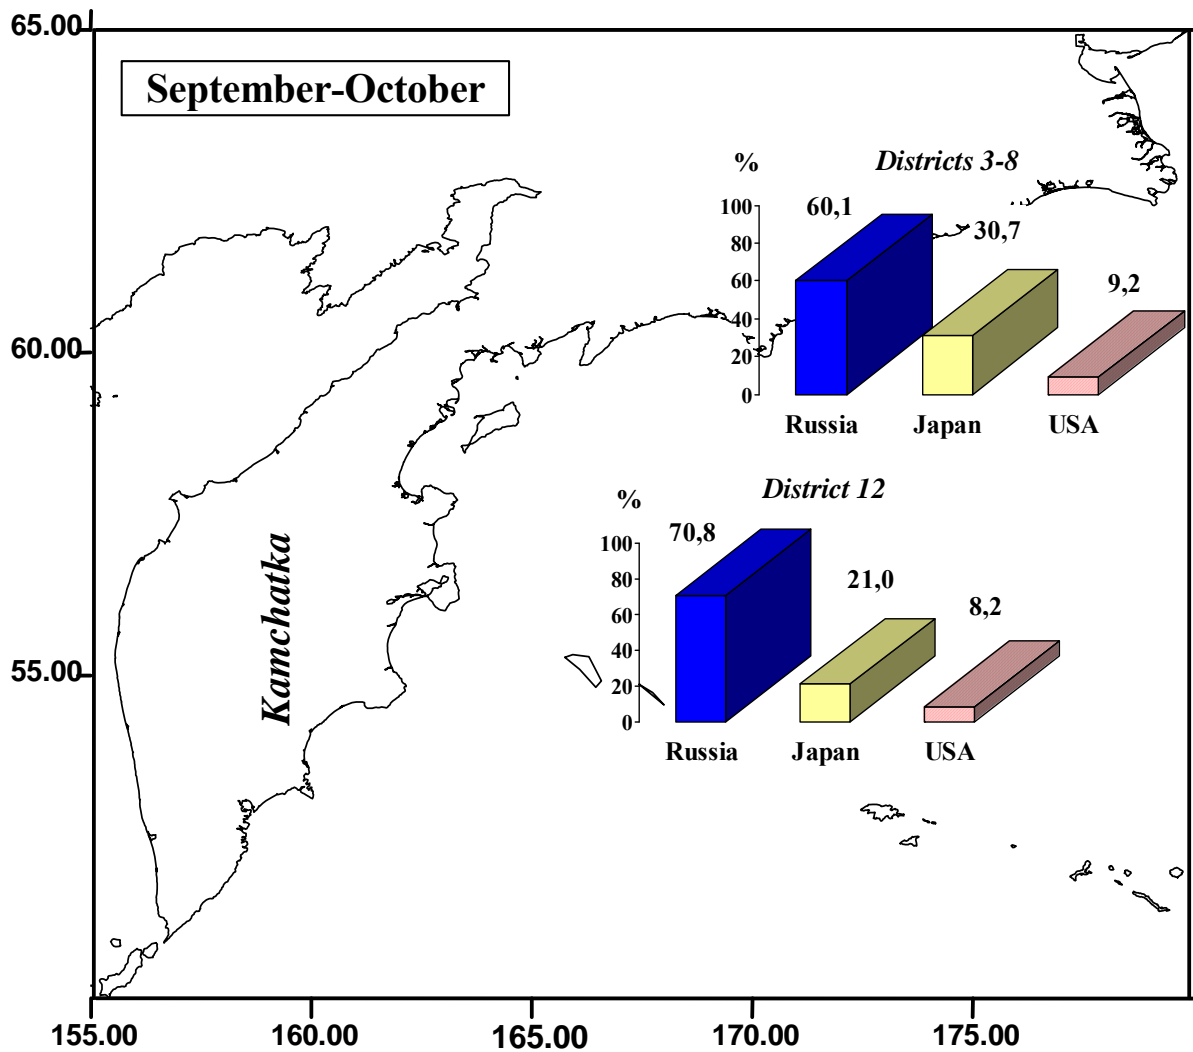 65.00
September-October
Districts 3-8
%
100
80
60
40
20
0
60,1
30,7
9,2
Russia
Japan
USA
60.00
District 12
%
100
80
60
40
20
0
70,8
21,0
8,2
Russia
Japan
USA
Kamchatka
55.00
155.00
160.00
165.00
170.00
175.00